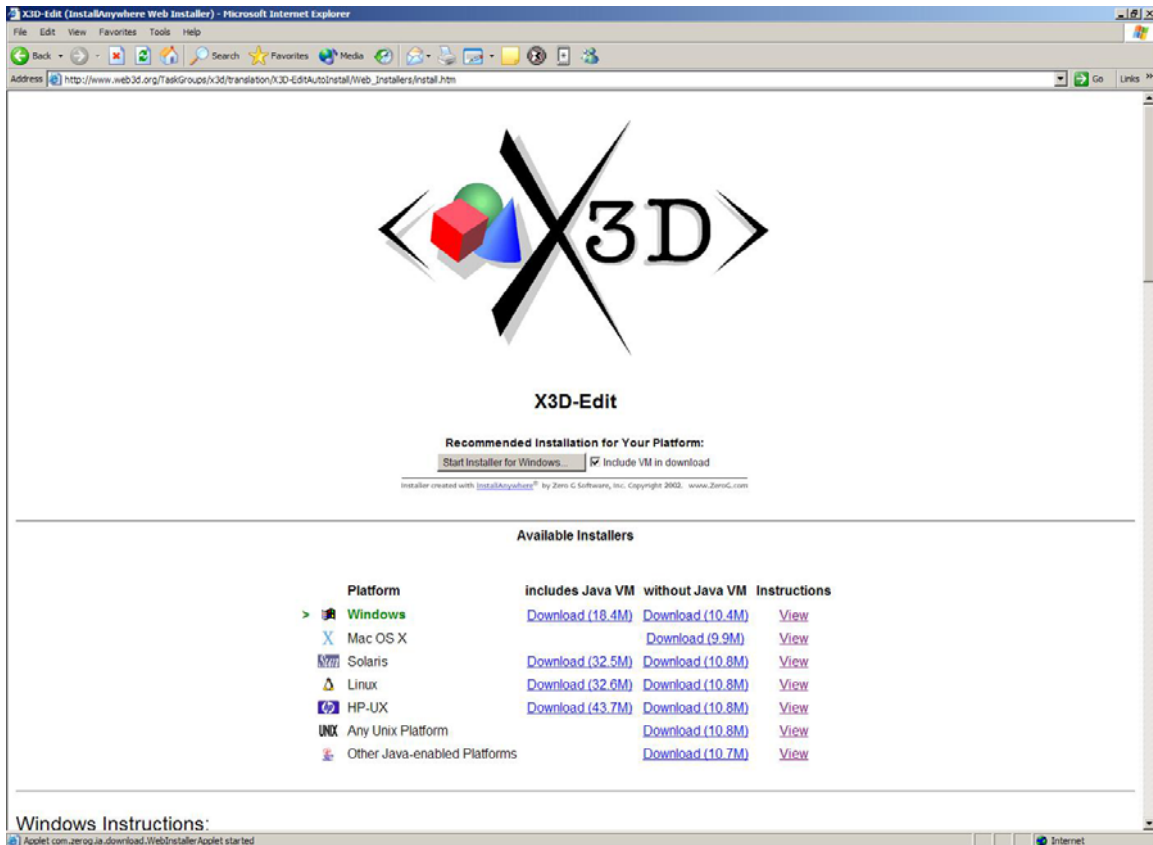 X3D-Edit (InstallAnywhere Web Installer) - Microsoft Internet Explorer
File Edit View Favorites Tools Help
Back Search Favorites Media
Address http://www.web3d.org/TaskGroups/x3d/translation/X3D-EditAutoInstall/Web_Installers/install.htm Go Links »
X3D
X3D-Edit
Recommended Installation for Your Platform:
Start Installer for Windows... Include VM in download
Installer created with InstallAnywhere® by Zero G Software, Inc. Copyright 2002. www.ZeroG.com
Available Installers
Platform includes Java VM without Java VM Instructions
> Windows Download (18.4M) Download (10.4M) View
X Mac OS X Download (9.9M) View
Sun Solaris Download (32.5M) Download (10.8M) View
Linux Download (32.6M) Download (10.8M) View
hp HP-UX Download (43.7M) Download (10.8M) View
UNIX Any Unix Platform Download (10.8M) View
Other Java-enabled Platforms Download (10.7M) View
Windows Instructions:
Applet com.zerog.ia.download.WebInstallerApplet started Internet